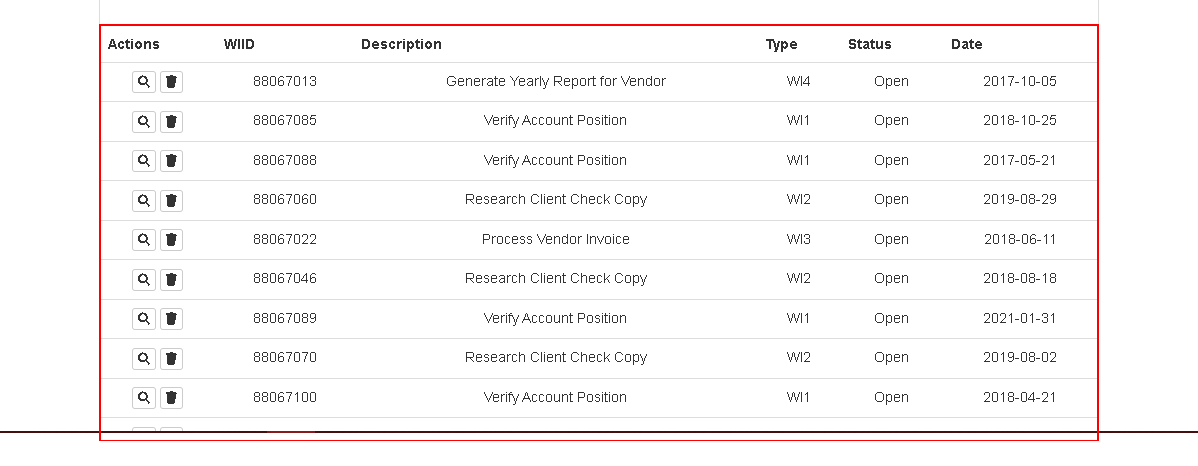 Actions WIID Description Type Status Date
88067013 Generate Yearly Report for Vendor WI4 Open 2017-10-05
88067085 Verify Account Position WI1 Open 2018-10-25
88067088 Verify Account Position WI1 Open 2017-05-21
88067060 Research Client Check Copy WI2 Open 2019-08-29
88067022 Process Vendor Invoice WI3 Open 2018-06-11
88067046 Research Client Check Copy WI2 Open 2018-08-18
88067089 Verify Account Position WI1 Open 2021-01-31
88067070 Research Client Check Copy WI2 Open 2019-08-02
88067100 Verify Account Position WI1 Open 2018-04-21